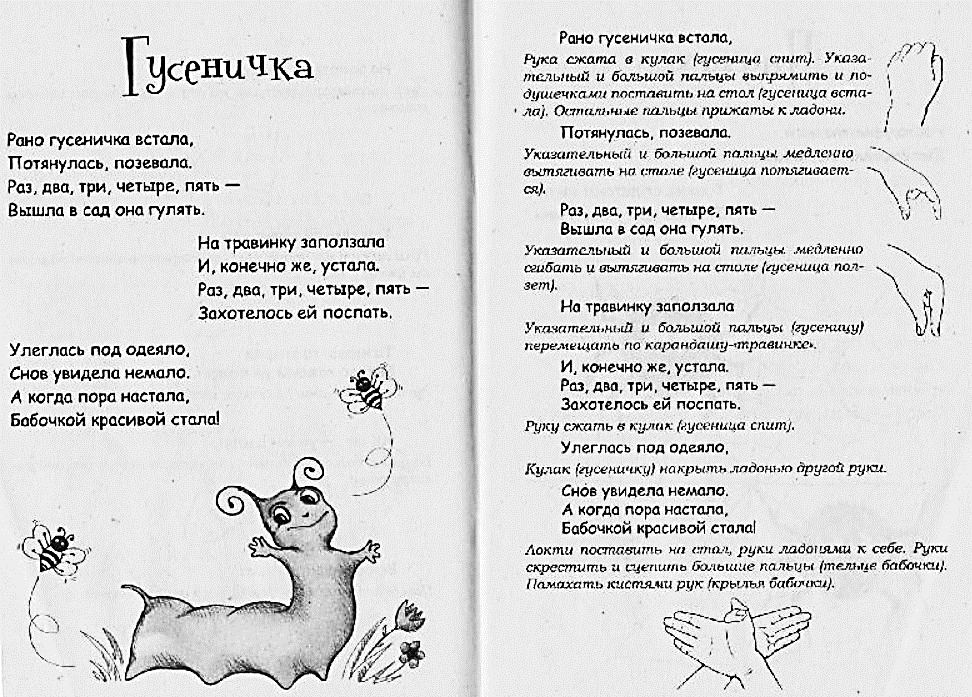 Гусеничка
Рано гусеничка встала,
Потянулась, позевала.
Раз, два, три, четыре, пять —
Вышла в сад она гулять.
На травинку заползала
И, конечно же, устала.
Раз, два, три, четыре, пять —
Захотелось ей поспать.
Улеглась под одеяло,
Снов увидела немало.
А когда пора настала,
Бабочкой красивой стала!
Рано гусеничка встала,
Рука сжата в кулак (гусеница спит). Указа-
тельный и большой пальцы выпрямить и по-
душечками поставить на стол (гусеница вста-
ла). Остальные пальцы прижаты к ладони.
Потянулась, позевала.
Указательный и большой пальцы медленно
вытягивать на столе (гусеница потягивает-
ся).
Раз, два, три, четыре, пять —
Вышла в сад она гулять.
Указательный и большой пальцы медленно
сгибать и вытягивать на столе (гусеница пол-
зет).
На травинку заползала
Указательный и большой пальцы (гусеницу)
перемещать по карандашу-травинке.
И, конечно же, устала.
Раз, два, три, четыре, пять —
Захотелось ей поспать.
Руку сжать в кулак (гусеница спит).
Улеглась под одеяло,
Кулак (гусеничку) накрыть ладонью другой руки.
Снов увидела немало.
А когда пора настала,
Бабочкой красивой стала!
Локти поставить на стол, руки ладонями к себе. Руки
скрестить и сцепить большие пальцы (тельце бабочки).
Помахать кистями рук (крылья бабочки).